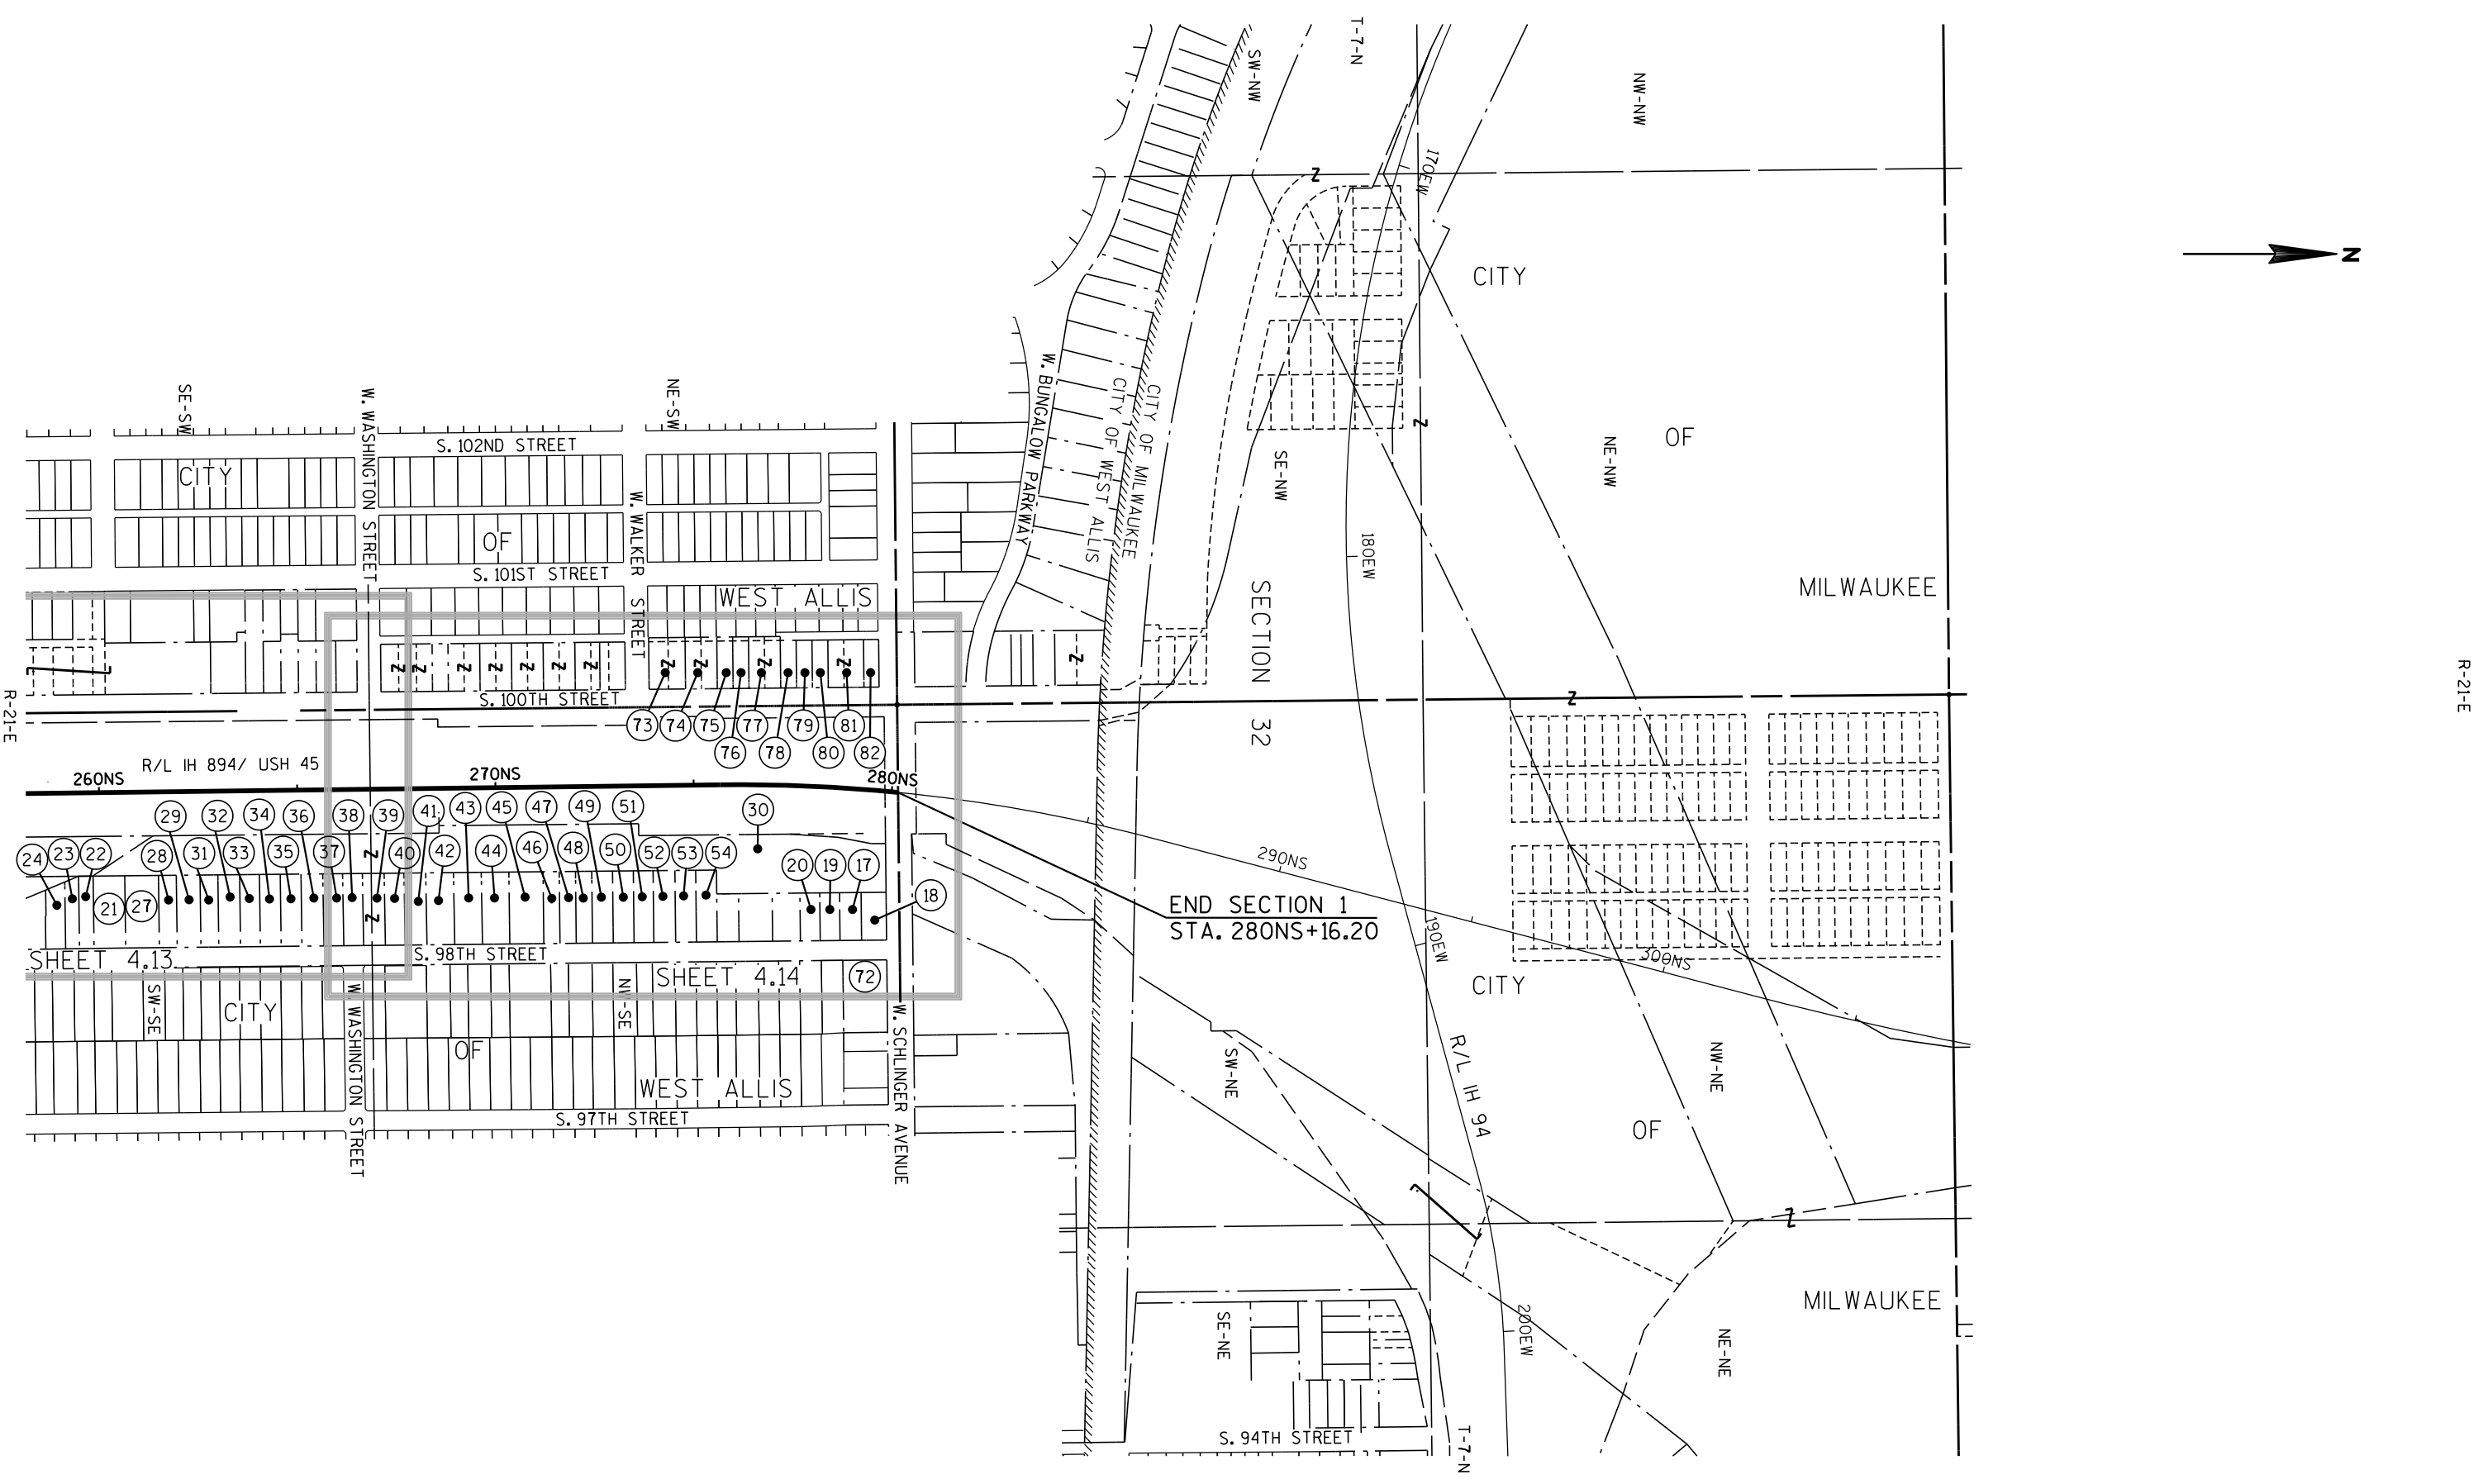 T-7-N
SW-NW
NW-NW
N
170EW
CITY
OF
MILWAUKEE
SE-SW
W. WASHINGTON STREET
NE-SW
S. 102ND STREET
W. BUNGALOW PARKWAY
CITY OF WEST ALLIS
CITY OF MILWAUKEE
SE-NW
NE-NW
CITY
OF
WEST ALLIS
W. WALKER STREET
S. 101ST STREET
180EW
SECTION 32
R-21-E
R-21-E
S. 100TH STREET
73
74
75
77
79
81
76
78
80
82
R/L IH 894/ USH 45
260NS
270NS
280NS
29
32
34
36
38
39
41
43
45
47
49
51
30
24
23
22
28
31
33
35
37
40
42
44
46
48
50
52
53
54
20
19
17
21
27
18
290NS
END SECTION 1
STA. 280NS+16.20
190EW
300NS
S. 98TH STREET
SHEET 4.13
SHEET 4.14
72
SW-SE
CITY
W. WASHINGTON STREET
NW-SE
OF
WEST ALLIS
W. SCHLINGER AVENUE
S. 97TH STREET
CITY
R/L IH 94
SW-NE
NW-NE
OF
MILWAUKEE
SE-NE
200EW
NE-NE
S. 94TH STREET
T-7-N